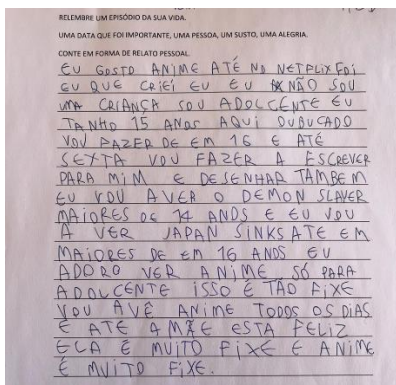 RELEMBRE UM EPISÓDIO DA SUA VIDA.
UMA DATA QUE FOI IMPORTANTE, UMA PESSOA, UM SUSTO, UMA ALEGRIA.
CONTE EM FORMA DE RELATO PESSOAL.
EU GOSTO ANIME ATÉ NO NETFLIX FOI
EU QUE CRIEI EU EU NÃO SOU
UMA CRIANÇA SOU ADOLCENTE EU
TANHO 15 ANOS AQUI DUBUCADO
VOU FAZER DE EM 16 E ATÉ
SEXTA VOU FAZER A ESCREVER
PARA MIM E DESENHAR TAMBEM
EU VOU AVER O DEMON SLAVER
MAIORES DE 14 ANOS E EU VOU
A VER JAPAN SINKS ATE EM
MAIORES DE EM 16 ANOS EU
ADORO VER ANIME SÓ PARA
ADOLCENTE ISSO É TÃO FIXE
VOU AVÊ ANIME TODOS OS DIAS
E ATE A MÃE ESTA FELIZ
ELA É MUITO FIXE E ANIME
É MUITO FIXE.